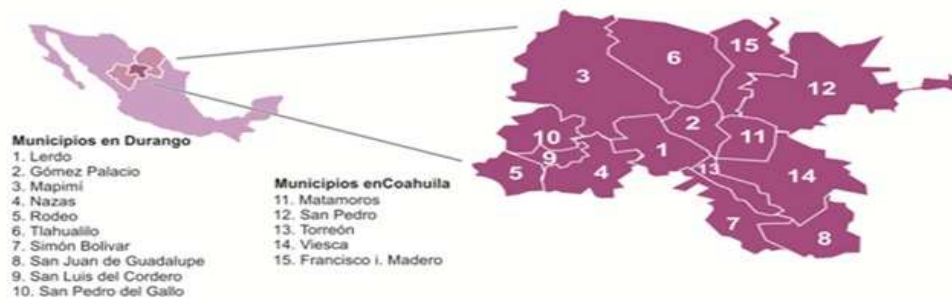 Municipios en Durango
1. Lerdo
2. Gómez Palacio
3. Mapimí
4. Nazas
5. Rodeo
6. Tlahualilo
7. Simón Bolivar
8. San Juan de Guadalupe
9. San Luis del Cordero
10. San Pedro del Gallo
Municipios enCoahuila
11. Matamoros
12. San Pedro
13. Torreón
14. Viesca
15. Francisco i. Madero
15
6
3
12
2
10
11
1
9
13
5
4
14
7
8